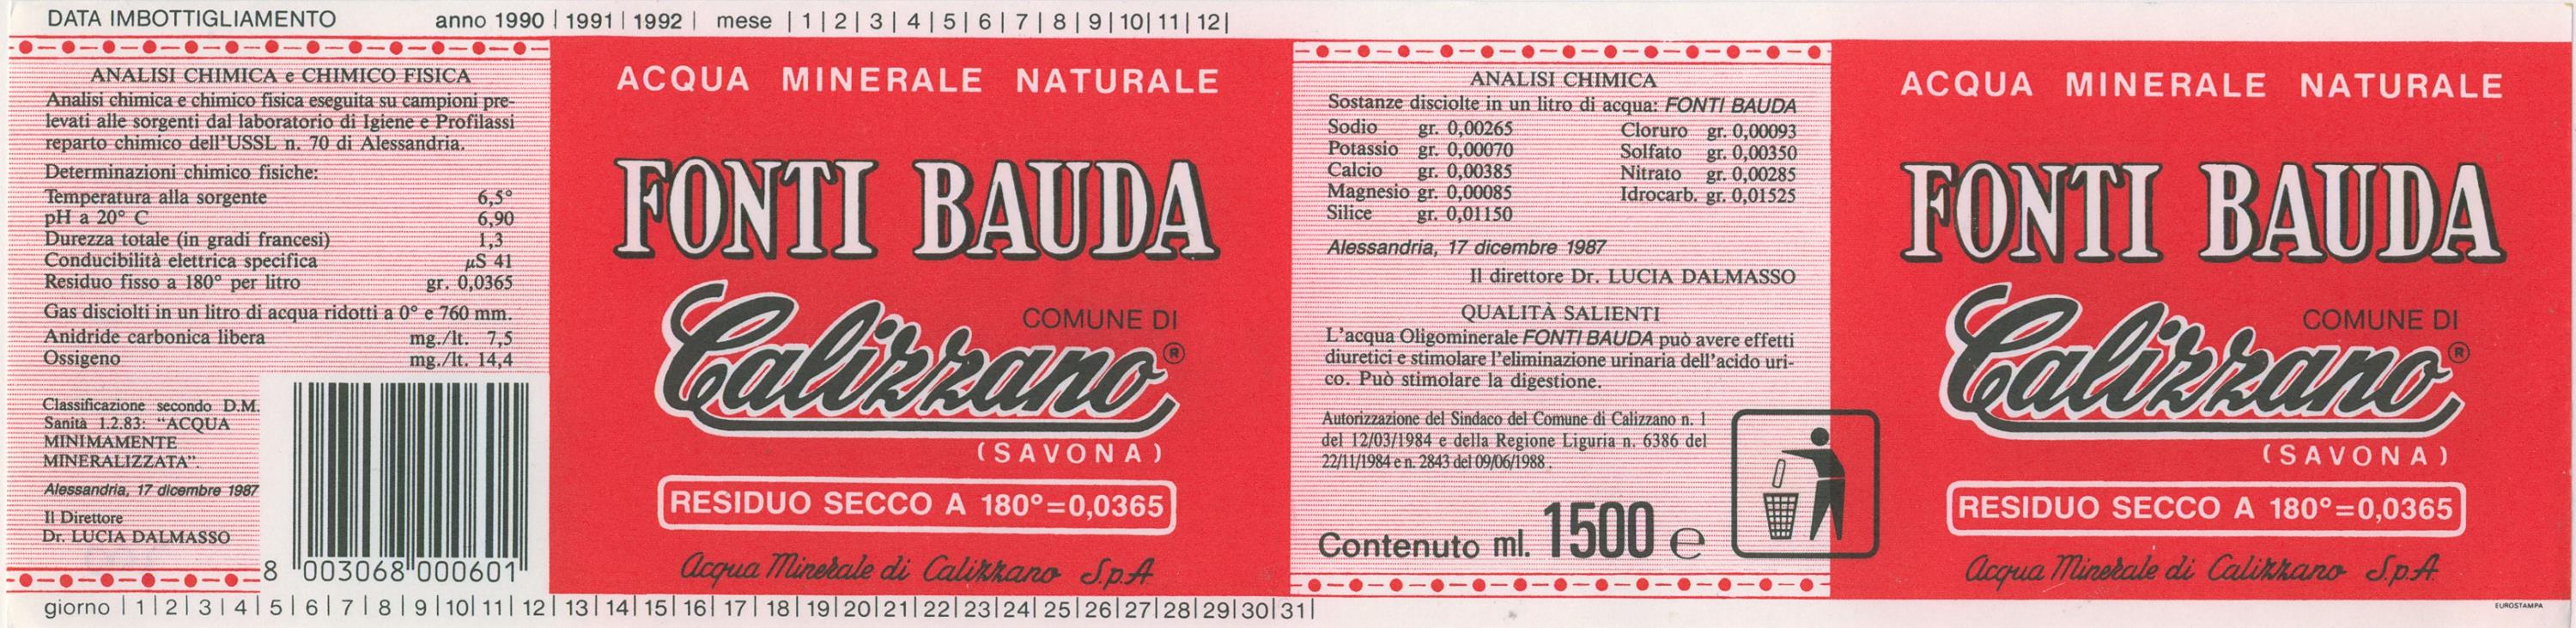 DATA IMBOTTIGLIAMENTO anno 1990 | 1991 | 1992 | mese | 1 | 2 | 3 | 4 | 5 | 6 | 7 | 8 | 9 | 10 | 11 | 12 |
ANALISI CHIMICA e CHIMICO FISICA
Analisi chimica e chimico fisica eseguita su campioni pre-
levati alle sorgenti dal laboratorio di Igiene e Profilassi
reparto chimico dell'USSL n. 70 di Alessandria.
Determinazioni chimico fisiche:
Temperatura alla sorgente 6,5°
pH a 20° C 6,90
Durezza totale (in gradi francesi) 1,3
Conducibilità elettrica specifica µS 41
Residuo fisso a 180° per litro gr. 0,0365
Gas disciolti in un litro di acqua ridotti a 0° e 760 mm.
Anidride carbonica libera mg./lt. 7,5
Ossigeno mg./lt. 14,4
Classificazione secondo D.M.
Sanità 1.2.83: "ACQUA
MINIMAMENTE
MINERALIZZATA".
Alessandria, 17 dicembre 1987
Il Direttore
Dr. LUCIA DALMASSO
8 003068 000601
ACQUA MINERALE NATURALE
FONTI BAUDA
COMUNE DI
Calizzano®
(SAVONA)
RESIDUO SECCO A 180°=0,0365
Acqua Minerale di Calizzano S.p.A
ANALISI CHIMICA
Sostanze disciolte in un litro di acqua: FONTI BAUDA
Sodio gr. 0,00265 Cloruro gr. 0,00093
Potassio gr. 0,00070 Solfato gr. 0,00350
Calcio gr. 0,00385 Nitrato gr. 0,00285
Magnesio gr. 0,00085 Idrocarb. gr. 0,01525
Silice gr. 0,01150
Alessandria, 17 dicembre 1987
Il direttore Dr. LUCIA DALMASSO
QUALITÀ SALIENTI
L'acqua Oligominerale FONTI BAUDA può avere effetti
diuretici e stimolare l'eliminazione urinaria dell'acido uri-
co. Può stimolare la digestione.
Autorizzazione del Sindaco del Comune di Calizzano n. 1
del 12/03/1984 e della Regione Liguria n. 6386 del
22/11/1984 e n. 2843 del 09/06/1988.
Contenuto ml. 1500 e
ACQUA MINERALE NATURALE
FONTI BAUDA
COMUNE DI
Calizzano®
(SAVONA)
RESIDUO SECCO A 180°=0,0365
Acqua Minerale di Calizzano S.p.A.
giorno | 1 | 2 | 3 | 4 | 5 | 6 | 7 | 8 | 9 | 10 | 11 | 12 | 13 | 14 | 15 | 16 | 17 | 18 | 19 | 20 | 21 | 22 | 23 | 24 | 25 | 26 | 27 | 28 | 29 | 30 | 31 |
EUROSTAMPA